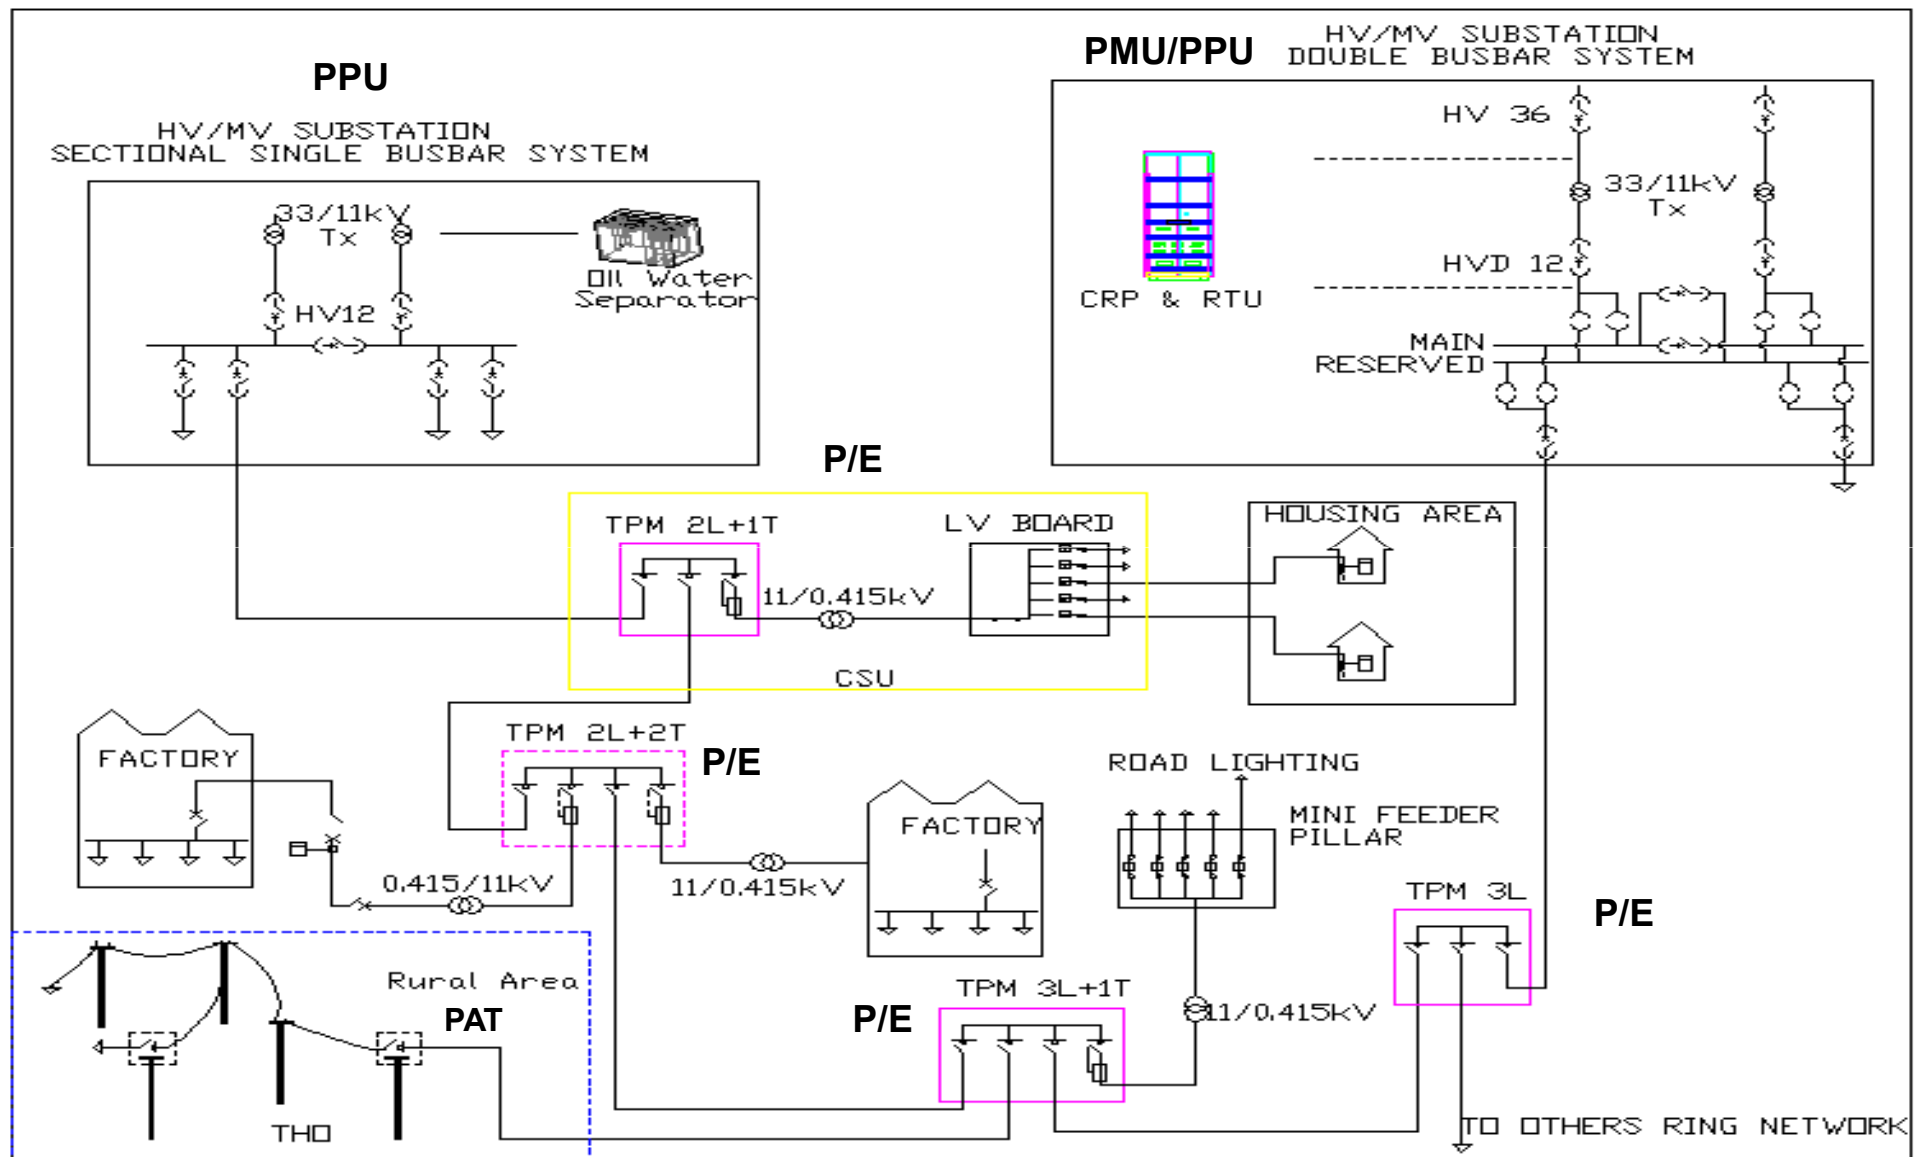 PPU
HV/MV SUBSTATION
SECTIONAL SINGLE BUSBAR SYSTEM
33/11kV
Tx
Oil Water
Separator
HV12
PMU/PPU
HV/MV SUBSTATION
DOUBLE BUSBAR SYSTEM
HV 36
33/11kV
Tx
HVD 12
CRP & RTU
MAIN
RESERVED
P/E
TPM 2L+1T
LV BOARD
11/0.415kV
CSU
HOUSING AREA
FACTORY
TPM 2L+2T
P/E
0.415/11kV
11/0.415kV
FACTORY
ROAD LIGHTING
MINI FEEDER
PILLAR
TPM 3L
P/E
Rural Area
PAT
THO
TPM 3L+1T
P/E
11/0.415kV
TO OTHERS RING NETWORK